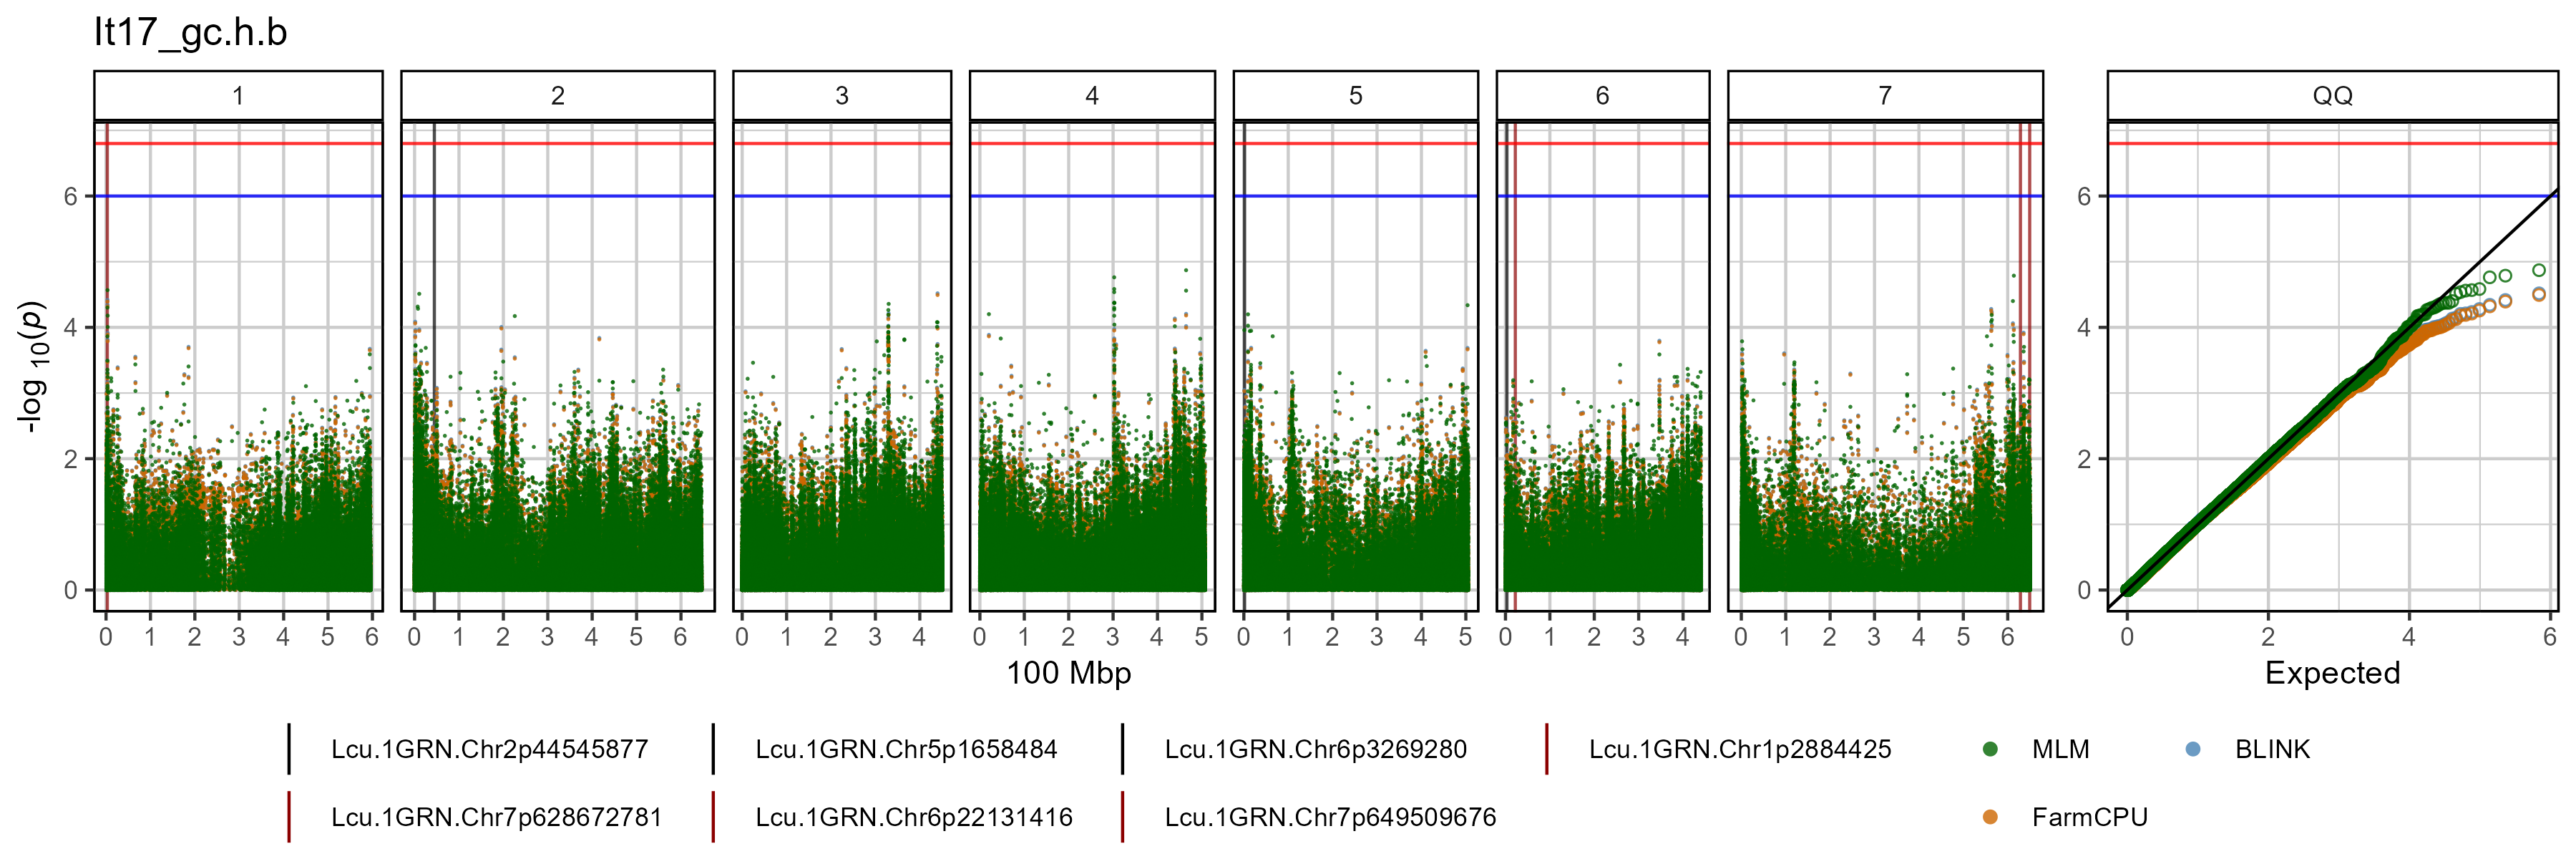 It17_gc.h.b
1 2 3 4 5 6 7 QQ
6 6
4 4
2 2
0 0
-log 10(p)
0 1 2 3 4 5 6 0 1 2 3 4 5 6 0 1 2 3 4 0 1 2 3 4 5 0 1 2 3 4 5 0 1 2 3 4 0 1 2 3 4 5 6 0 2 4 6
100 Mbp Expected
Lcu.1GRN.Chr2p44545877 Lcu.1GRN.Chr5p1658484 Lcu.1GRN.Chr6p3269280 Lcu.1GRN.Chr1p2884425 MLM BLINK
Lcu.1GRN.Chr7p628672781 Lcu.1GRN.Chr6p22131416 Lcu.1GRN.Chr7p649509676 FarmCPU